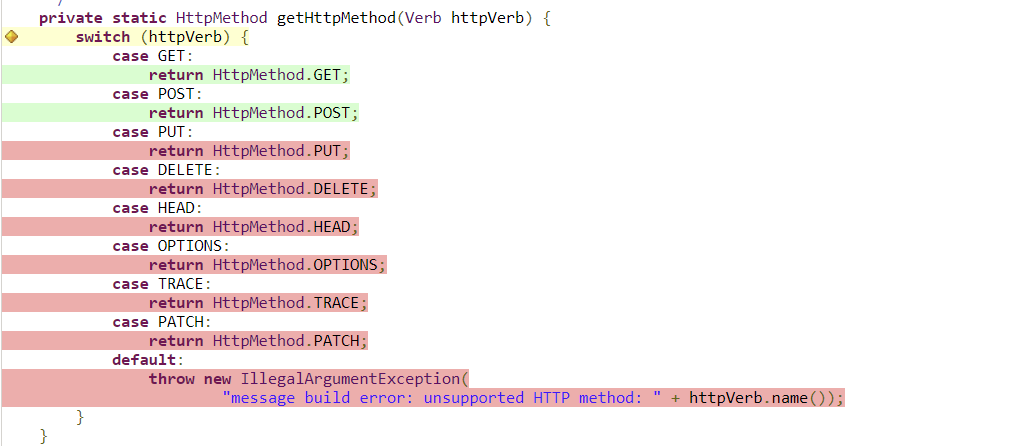 private static HttpMethod getHttpMethod(Verb httpVerb) {
switch (httpVerb) {
case GET:
return HttpMethod.GET;
case POST:
return HttpMethod.POST;
case PUT:
return HttpMethod.PUT;
case DELETE:
return HttpMethod.DELETE;
case HEAD:
return HttpMethod.HEAD;
case OPTIONS:
return HttpMethod.OPTIONS;
case TRACE:
return HttpMethod.TRACE;
case PATCH:
return HttpMethod.PATCH;
default:
throw new IllegalArgumentException(
"message build error: unsupported HTTP method: " + httpVerb.name());
}
}